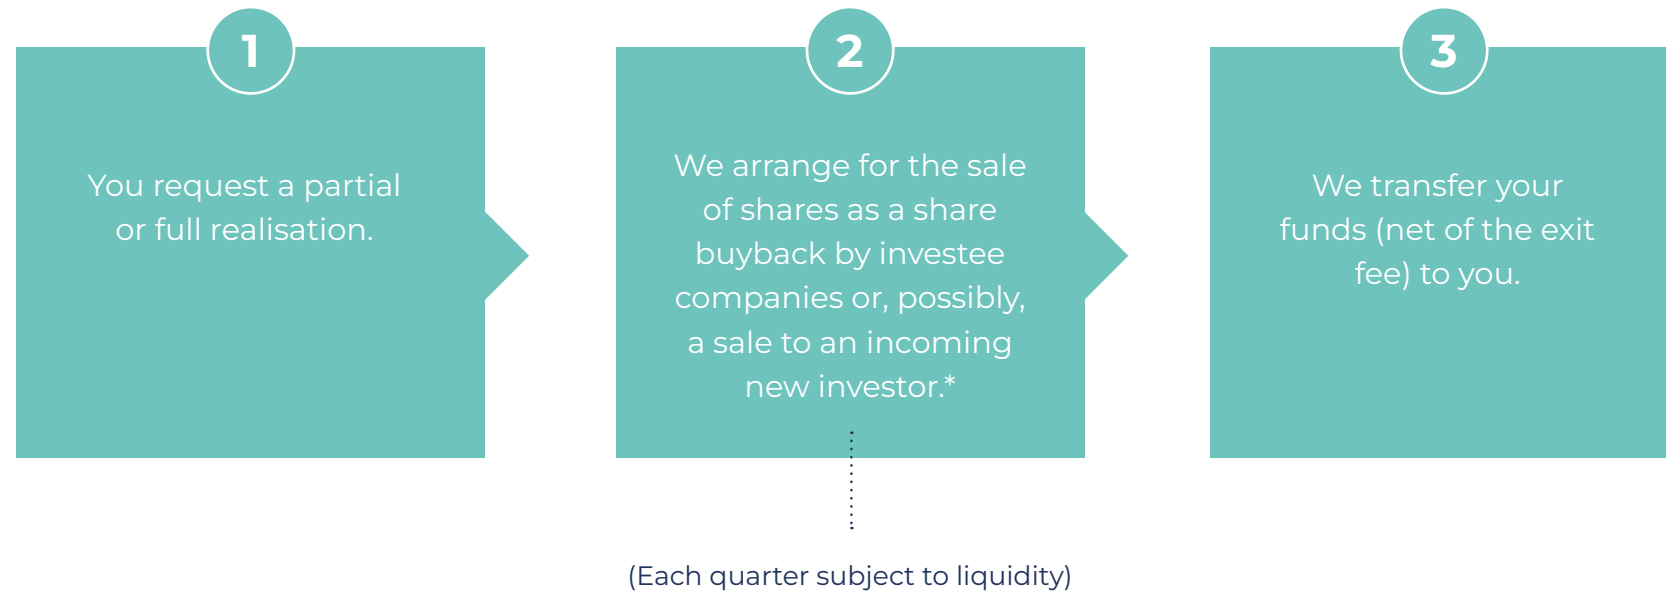 1
You request a partial
or full realisation.
2
We arrange for the sale
of shares as a share
buyback by investee
companies or, possibly,
a sale to an incoming
new investor.*
(Each quarter subject to liquidity)
3
We transfer your
funds (net of the exit
fee) to you.